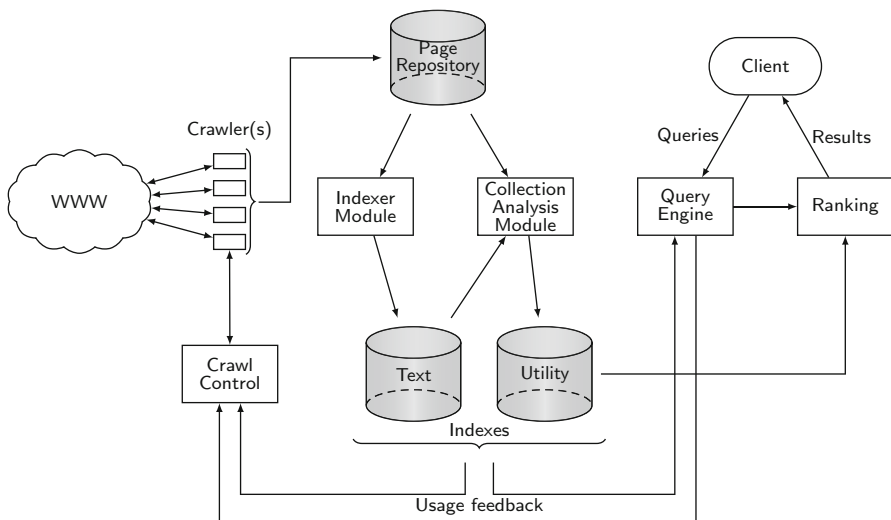 Page
Repository
Client
Crawler(s)
Queries
Results
WWW
Indexer
Module
Collection
Analysis
Module
Query
Engine
Ranking
Crawl
Control
Text
Utility
Indexes
Usage feedback